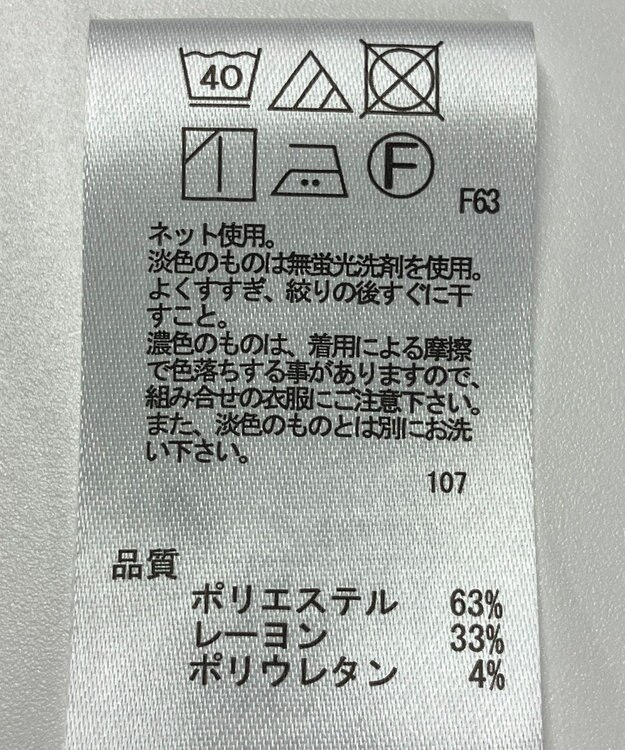 40
F
F63
ネット使用。
淡色のものは無蛍光洗剤を使用。
よくすすぎ、絞りの後すぐに干
すこと。
濃色のものは、着用による摩擦
で色落ちする事がありますので、
組み合せの衣服にご注意下さい。
また、淡色のものとは別にお洗
い下さい。
107
品質
ポリエステル 63%
レーヨン 33%
ポリウレタン 4%